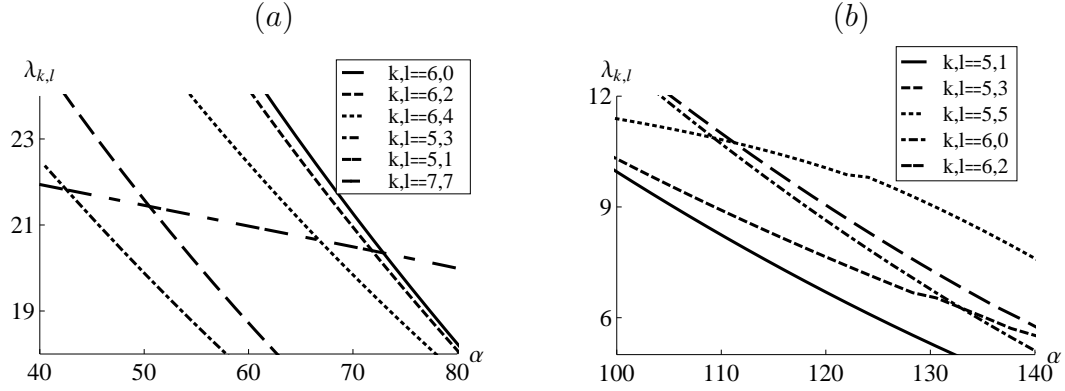 (a)
λk,l
k,l==6,0
k,l==6,2
k,l==6,4
k,l==5,3
k,l==5,1
k,l==7,7
23
21
19
40 50 60 70 80
α
(b)
λk,l
k,l==5,1
k,l==5,3
k,l==5,5
k,l==6,0
k,l==6,2
12
9
6
100 110 120 130 140
α